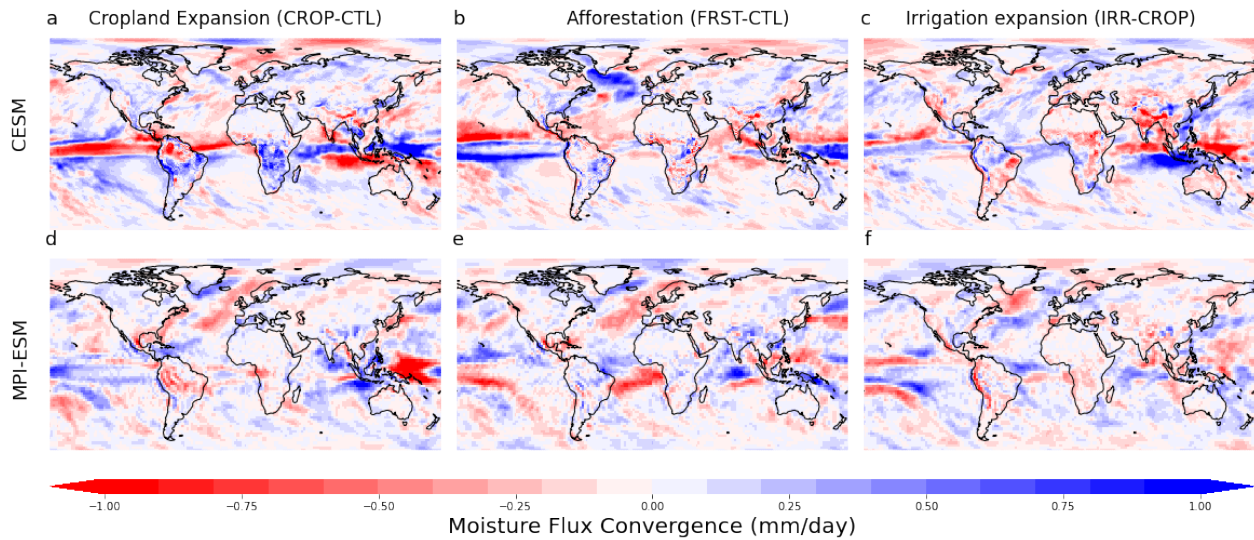 a Cropland Expansion (CROP-CTL)
b Afforestation (FRST-CTL)
c Irrigation expansion (IRR-CROP)
CESM
d
e
f
MPI-ESM
−1.00 −0.75 −0.50 −0.25 0.00 0.25 0.50 0.75 1.00
Moisture Flux Convergence (mm/day)